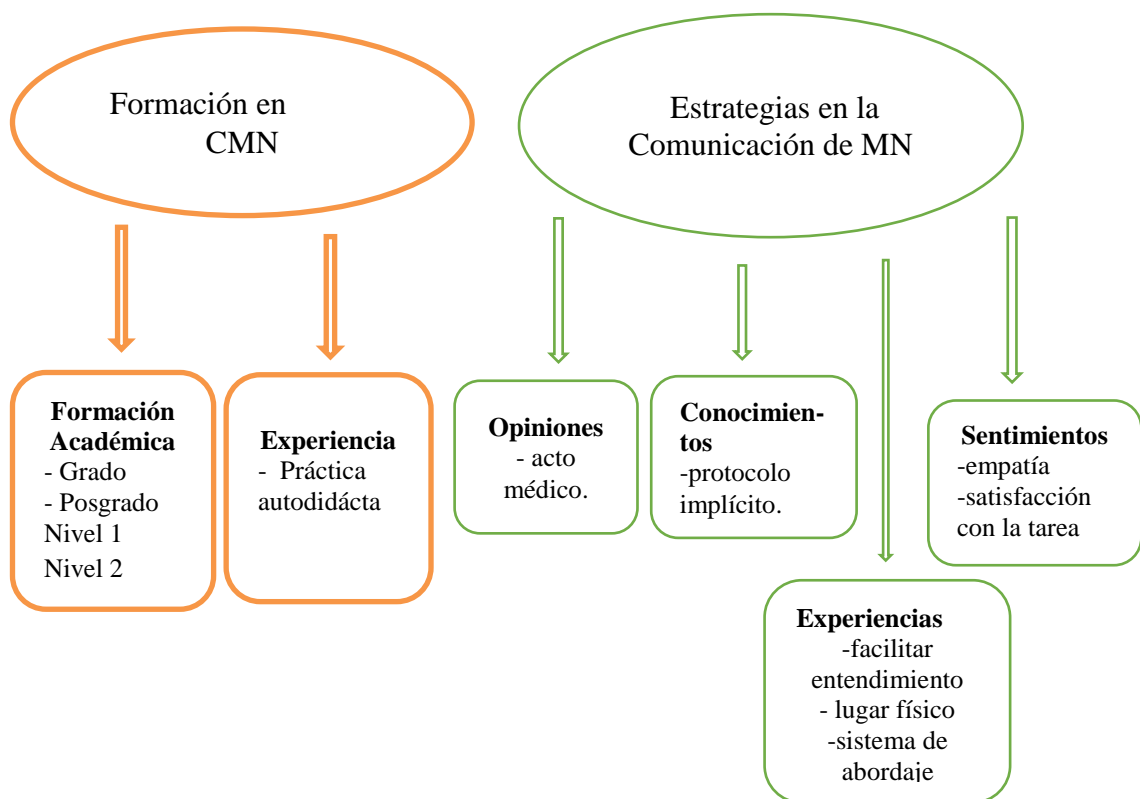 Formación en
CMN
Estrategias en la
Comunicación de MN
Formación
Académica
- Grado
- Posgrado
Nivel 1
Nivel 2
Experiencia
- Práctica
autodidácta
Opiniones
- acto
médico.
Conocimien-
tos
-protocolo
implícito.
Sentimientos
-empatía
-satisfacción
con la tarea
Experiencias
-facilitar
entendimiento
- lugar físico
-sistema de
abordaje